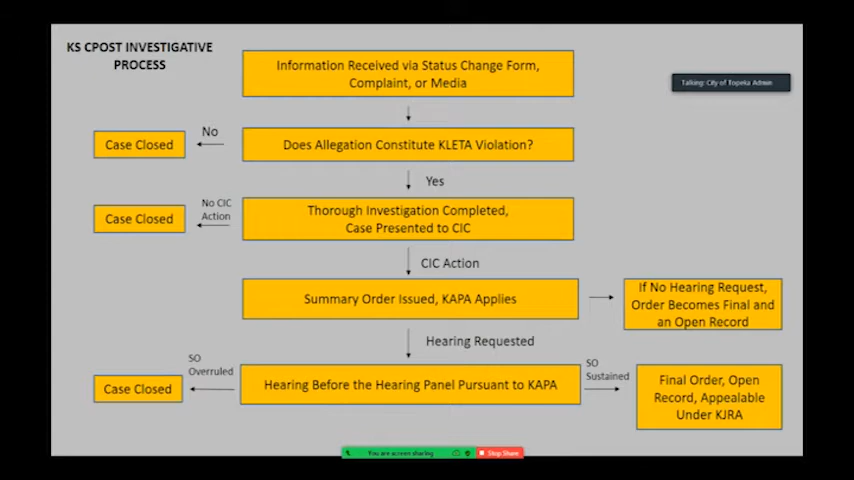 KS CPOST INVESTIGATIVE
PROCESS
Information Received via Status Change Form,
Complaint, or Media
Talking: City of Topeka Admin
Case Closed
No
Does Allegation Constitute KLETA Violation?
Yes
Case Closed
No CIC
Action
Thorough Investigation Completed,
Case Presented to CIC
CIC Action
Summary Order Issued, KAPA Applies
If No Hearing Request,
Order Becomes Final and
an Open Record
Hearing Requested
Case Closed
SO
Overruled
Hearing Before the Hearing Panel Pursuant to KAPA
SO
Sustained
Final Order, Open
Record, Appealable
Under KJRA
You are screen sharing
Stop Share